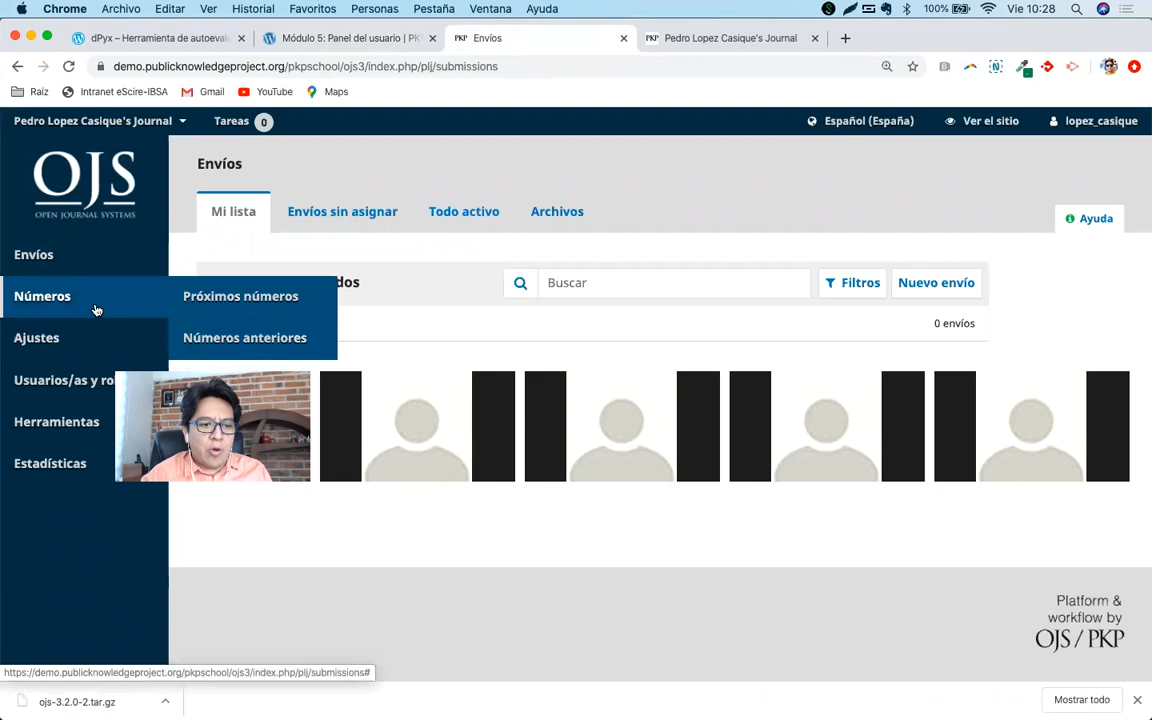 Chrome Archivo Editar Ver Historial Favoritos Personas Pestaña Ventana Ayuda 100% Vie 10:28
dPyx – Herramienta de autoeval Módulo 5: Panel del usuario | PK PKP Envíos PKP Pedro Lopez Casique's Journal
demo.publicknowledgeproject.org/pkpschool/ojs3/index.php/plj/submissions
Raíz Intranet eScire-IBSA Gmail YouTube Maps
Pedro Lopez Casique's Journal Tareas 0 Español (España) Ver el sitio lopez_casique
OJS
OPEN JOURNAL SYSTEMS
Envíos
Mi lista Envíos sin asignar Todo activo Archivos
Ayuda
Envíos
Números
Próximos números
Números anteriores
dos
Buscar
Filtros
Nuevo envío
0 envíos
Ajustes
Usuarios/as y ro
Herramientas
Estadísticas
Platform &
workflow by
OJS / PKP
https://demo.publicknowledgeproject.org/pkpschool/ojs3/index.php/plj/submissions#
ojs-3.2.0-2.tar.gz
Mostrar todo